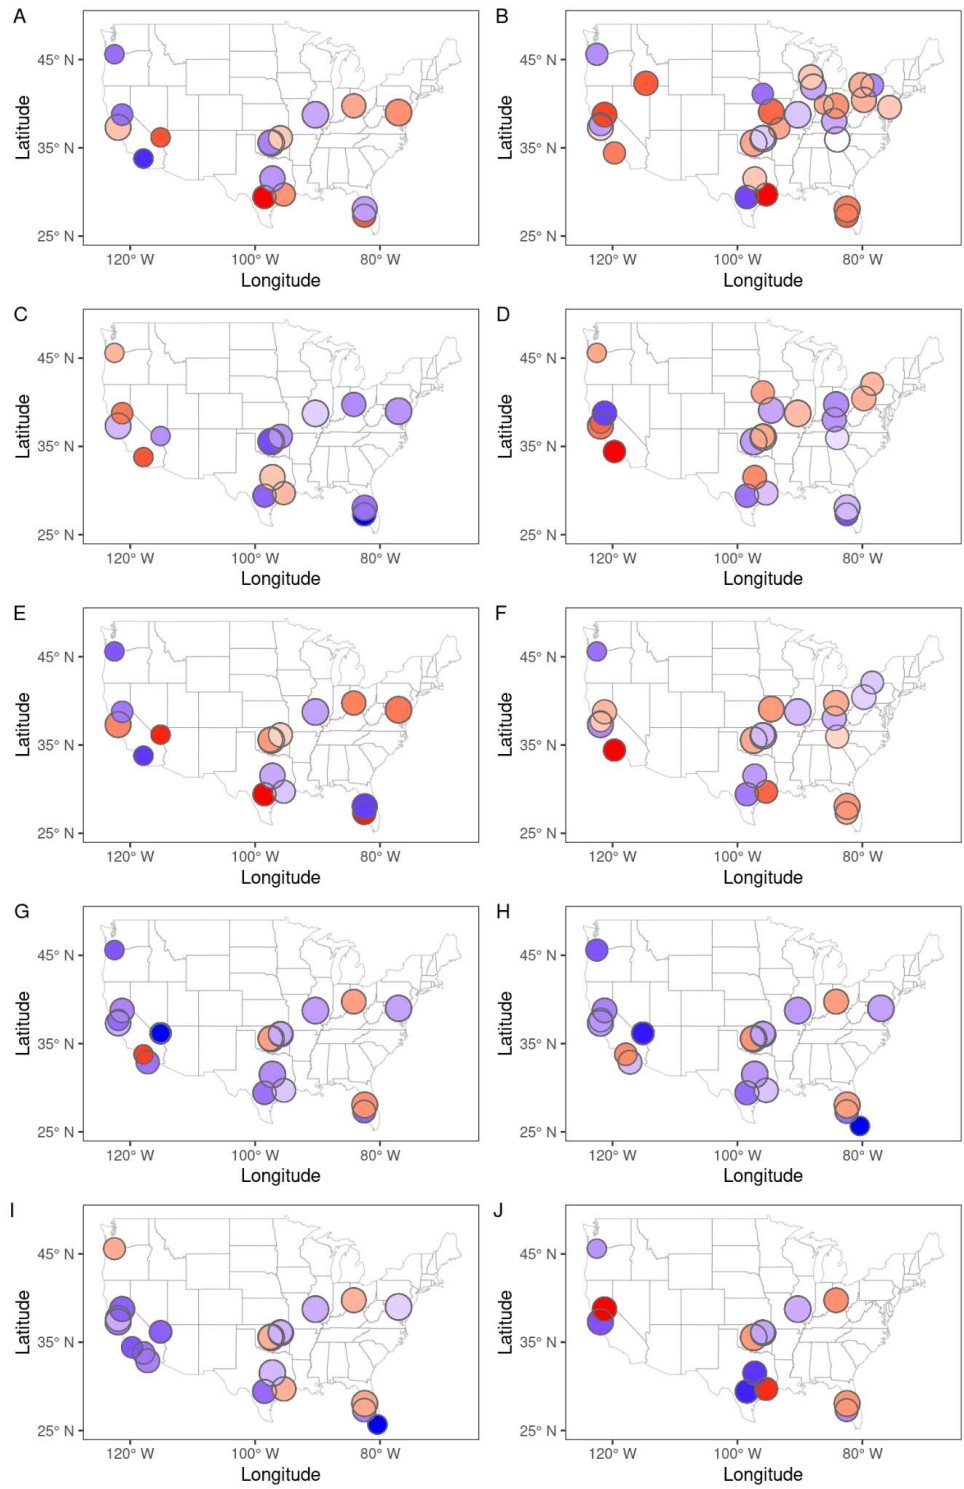 A B
Latitude Latitude
45° N 45° N
35° N 35° N
25° N 25° N
120° W 100° W 80° W 120° W 100° W 80° W
Longitude Longitude
C D
Latitude Latitude
45° N 45° N
35° N 35° N
25° N 25° N
120° W 100° W 80° W 120° W 100° W 80° W
Longitude Longitude
E F
Latitude Latitude
45° N 45° N
35° N 35° N
25° N 25° N
120° W 100° W 80° W 120° W 100° W 80° W
Longitude Longitude
G H
Latitude Latitude
45° N 45° N
35° N 35° N
25° N 25° N
120° W 100° W 80° W 120° W 100° W 80° W
Longitude Longitude
I J
Latitude Latitude
45° N 45° N
35° N 35° N
25° N 25° N
120° W 100° W 80° W 120° W 100° W 80° W
Longitude Longitude